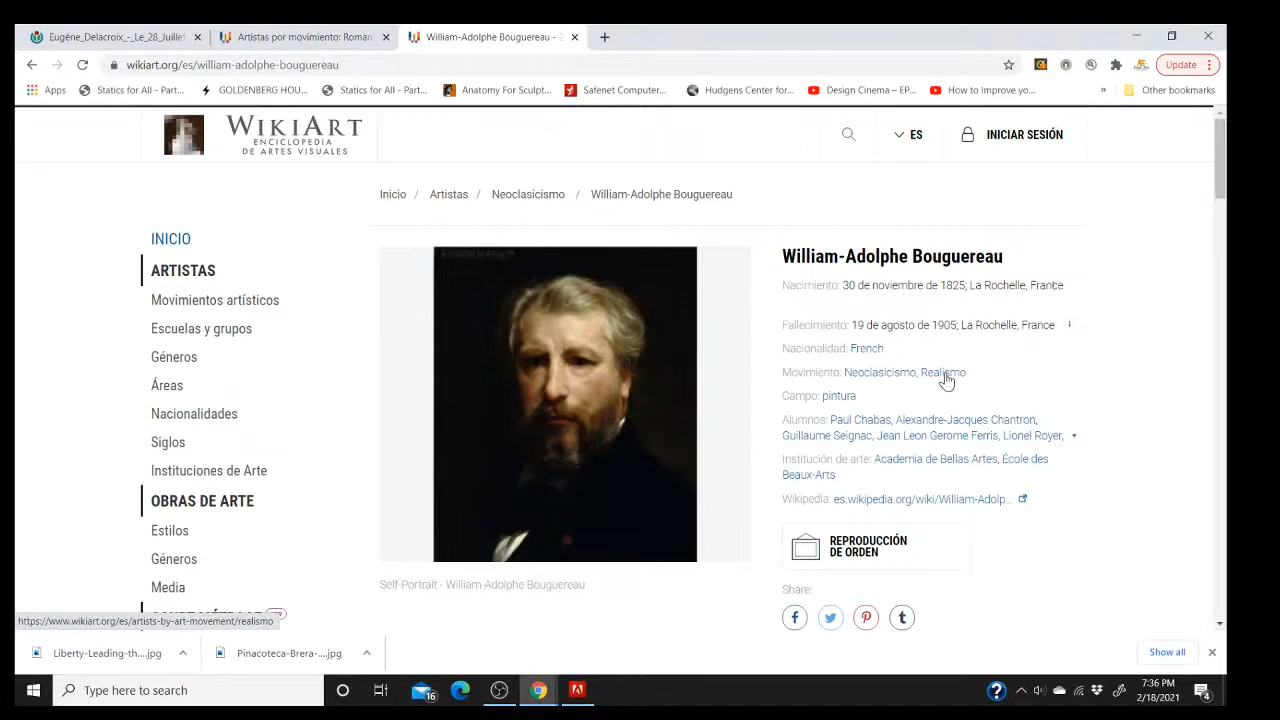 Eugène_Delacroix_-_Le_28_Juillet
Artistas por movimiento: Roman
William-Adolphe Bouguereau - 2
wikiart.org/es/william-adolphe-bouguereau
Update
Apps
Statics for All - Part...
GOLDENBERG HOU...
Statics for All - Part...
Anatomy For Sculpt...
Safenet Computer...
Hudgens Center for...
Design Cinema – EP...
How to Improve yo...
»
Other bookmarks
WIKIART
ENCICLOPEDIA
DE ARTES VISUALES
ES
INICIAR SESIÓN
Inicio / Artistas / Neoclasicismo / William-Adolphe Bouguereau
INICIO
ARTISTAS
Movimientos artísticos
Escuelas y grupos
Géneros
Áreas
Nacionalidades
Siglos
Instituciones de Arte
OBRAS DE ARTE
Estilos
Géneros
Media
Self-Portrait - William-Adolphe Bouguereau
William-Adolphe Bouguereau
Nacimiento: 30 de noviembre de 1825; La Rochelle, France
Fallecimiento: 19 de agosto de 1905; La Rochelle, France
Nacionalidad: French
Movimiento: Neoclasicismo, Realismo
Campo: pintura
Alumnos: Paul Chabas, Alexandre-Jacques Chantron,
Guillaume Seignac, Jean Leon Gerome Ferris, Lionel Royer,
Institución de arte: Academia de Bellas Artes, École des
Beaux-Arts
Wikipedia: es.wikipedia.org/wiki/William-Adolp...
REPRODUCCIÓN
DE ORDEN
Share:
https://www.wikiart.org/es/artists-by-art-movement/realismo
Liberty-Leading-th....jpg
Pinacoteca-Brera-....jpg
Show all
Type here to search
16
7:36 PM
2/18/2021
4